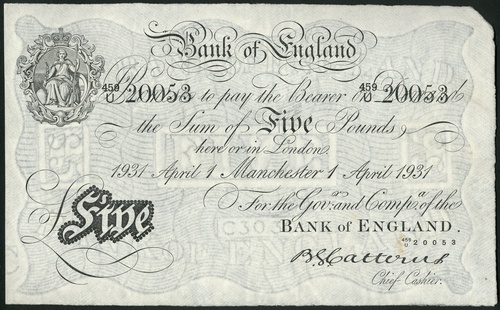 Bank of England
459/U 20053 to pay the Bearer 459/U 20053
the Sum of Five Pounds
here or in London.
1931 April 1 Manchester 1 April 1931
For the Govr. and Compa. of the
BANK OF ENGLAND.
£Five
459/U 20053
B G Catterns
Chief Cashier.